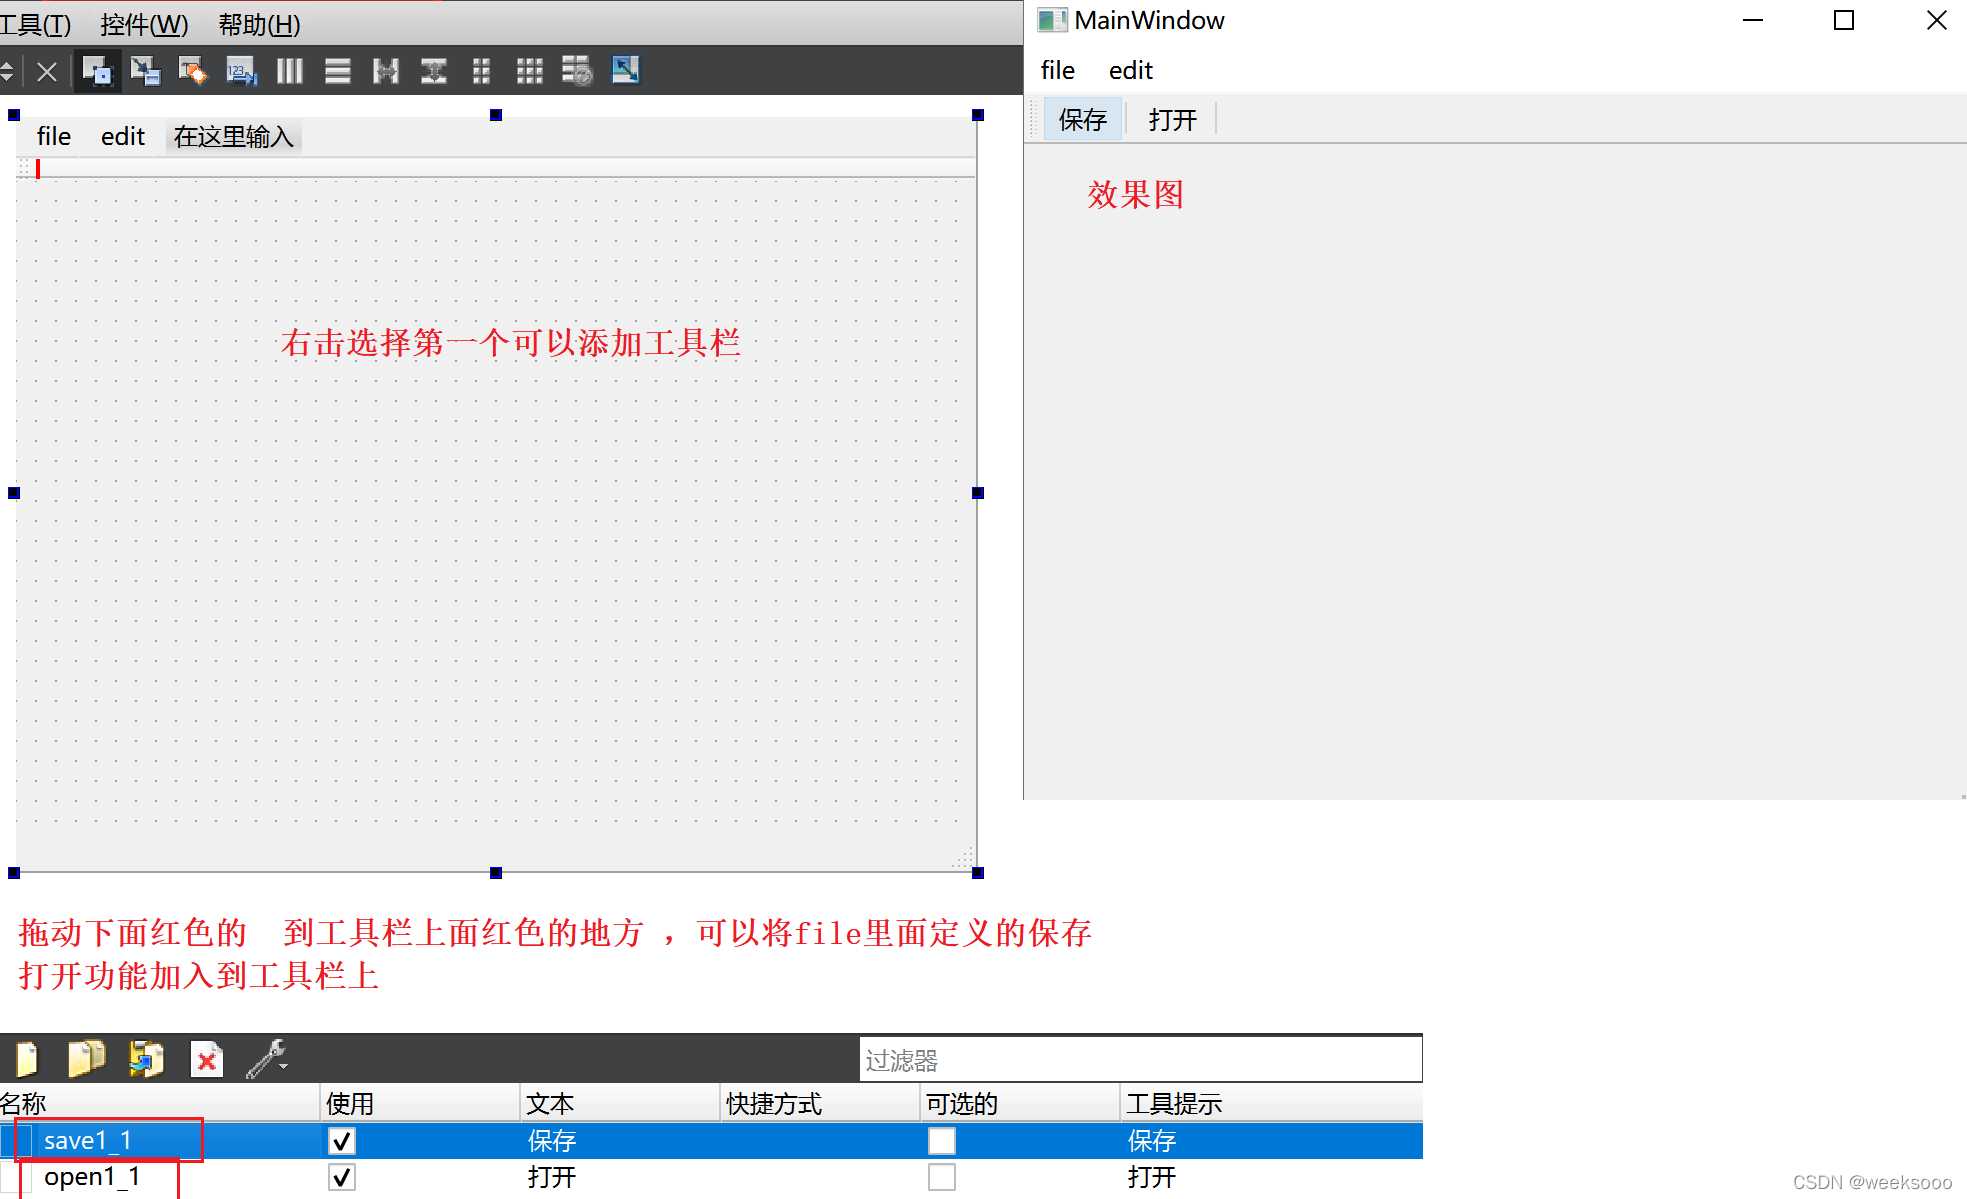 工具(T) 控件(W) 帮助(H)
file edit 在这里输入
右击选择第一个可以添加工具栏
MainWindow
file edit
保存 打开
效果图
拖动下面红色的 到工具栏上面红色的地方 ，可以将file里面定义的保存
打开功能加入到工具栏上
过滤器
名称 使用 文本 快捷方式 可选的 工具提示
save1_1 保存 保存
open1_1 打开 打开
CSDN @weeksooo